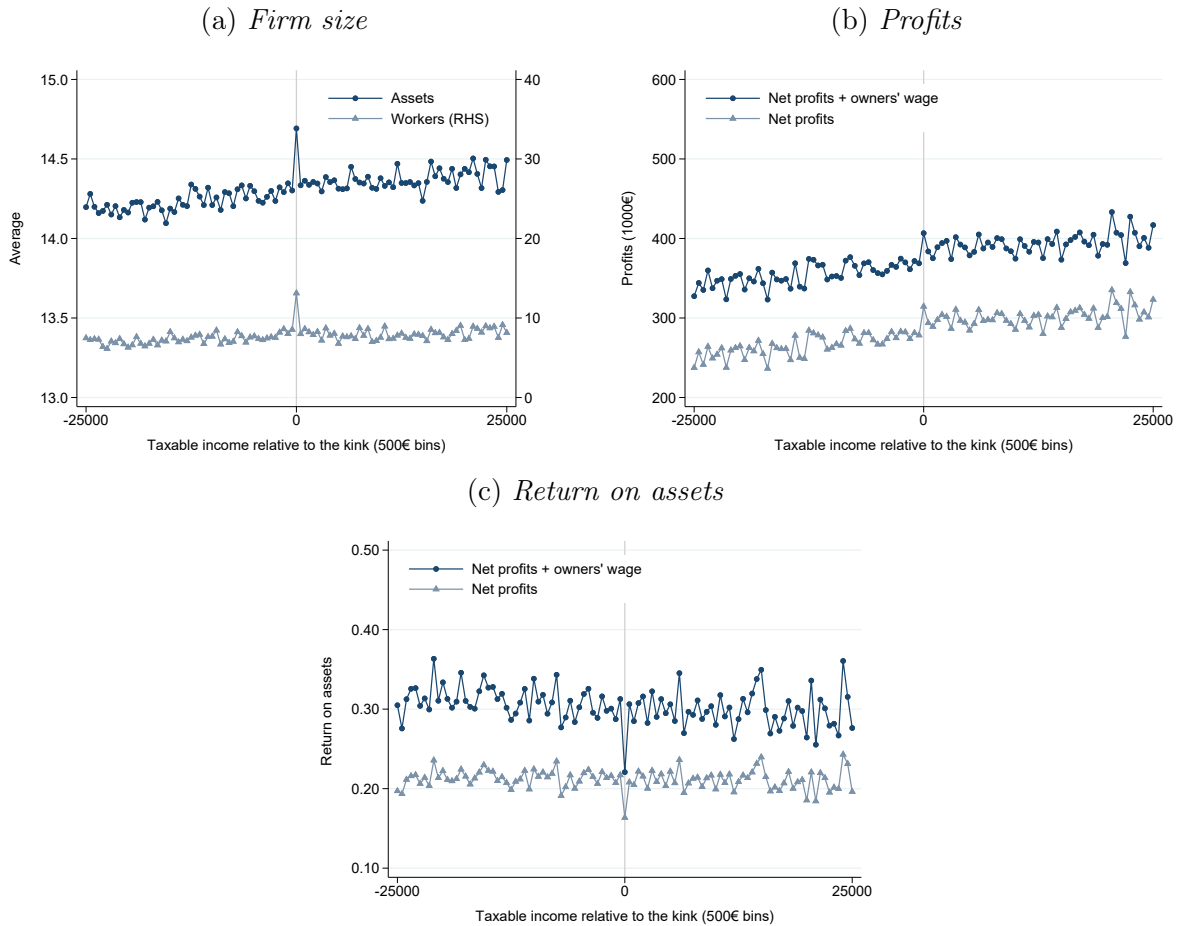 (a) Firm size
15.0
14.5
14.0
13.5
13.0
Average
40
30
20
10
0
Assets
Workers (RHS)
-25000
0
25000
Taxable income relative to the kink (500€ bins)
(b) Profits
600
500
400
300
200
Profits (1000€)
Net profits + owners' wage
Net profits
-25000
0
25000
Taxable income relative to the kink (500€ bins)
(c) Return on assets
0.50
0.40
0.30
0.20
0.10
Return on assets
Net profits + owners' wage
Net profits
-25000
0
25000
Taxable income relative to the kink (500€ bins)